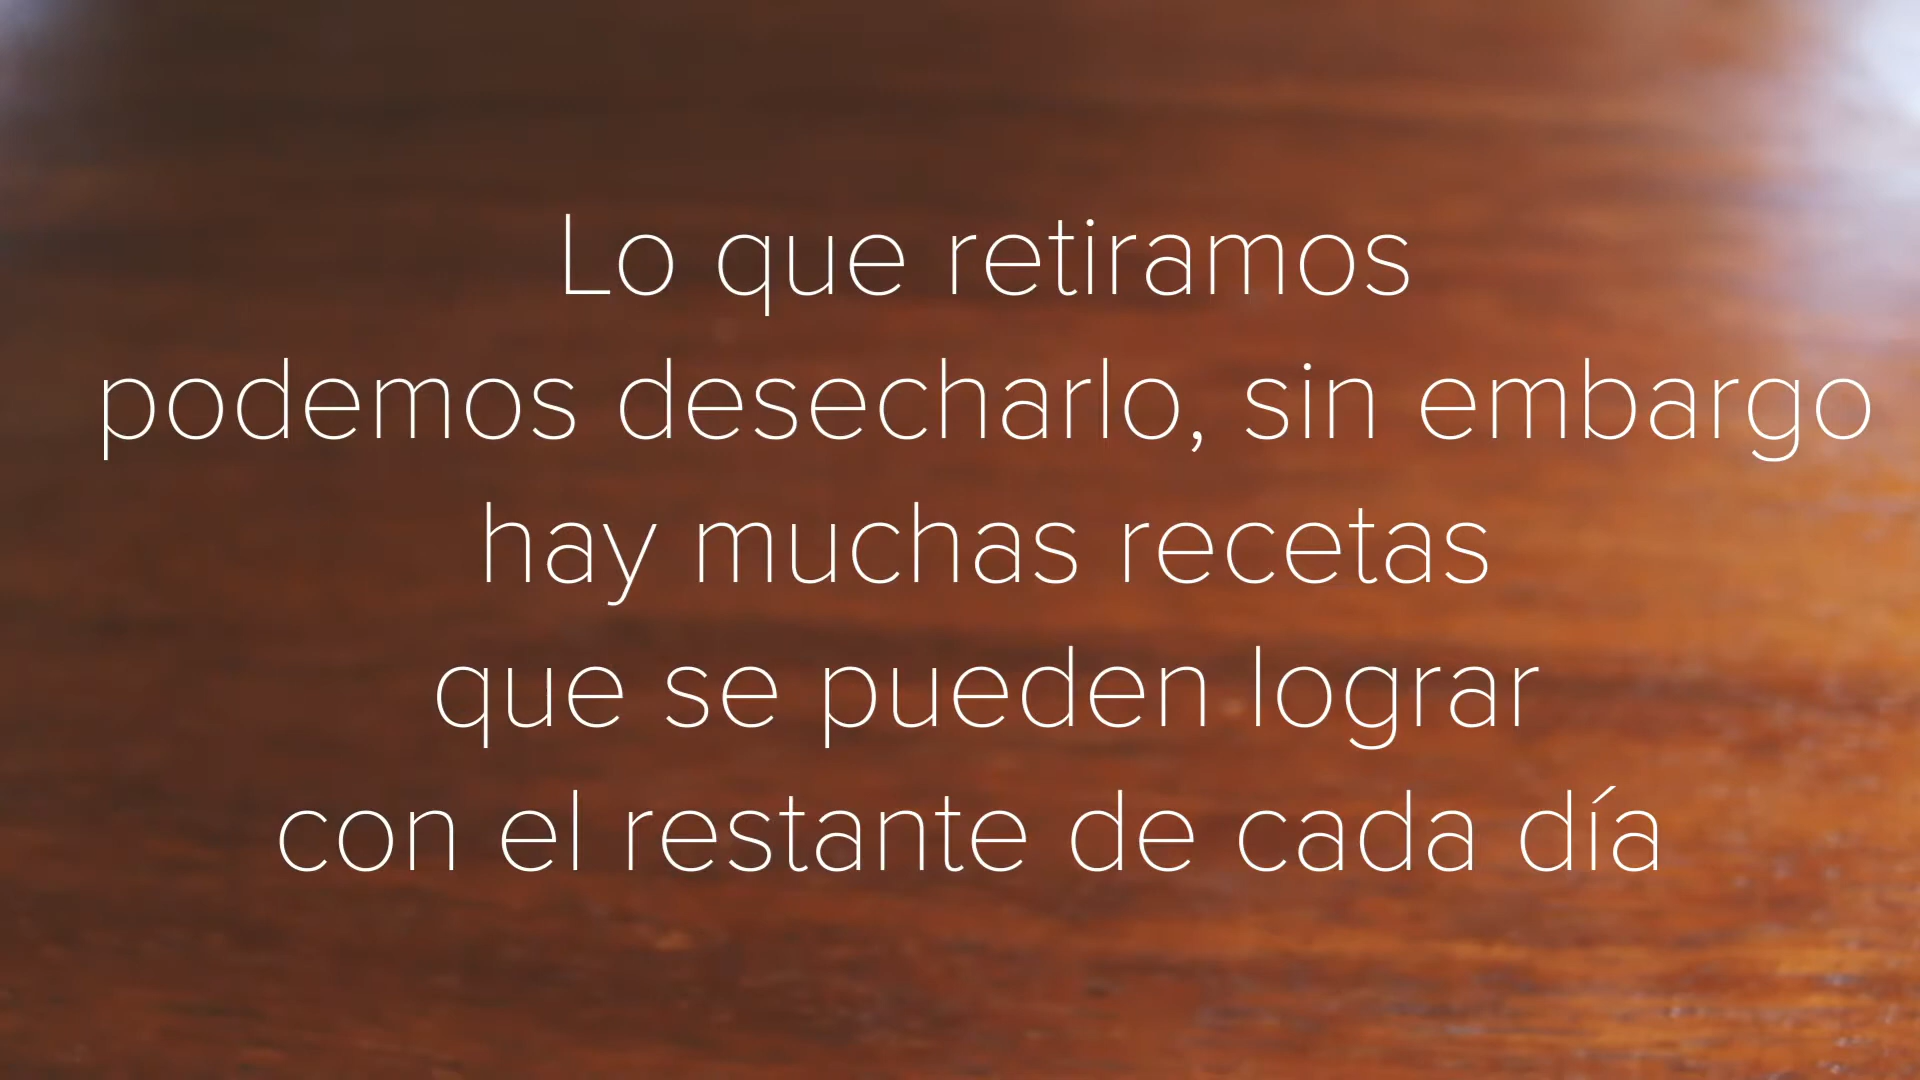 Lo que retiramos
podemos desecharlo, sin embargo
hay muchas recetas
que se pueden lograr
con el restante de cada día